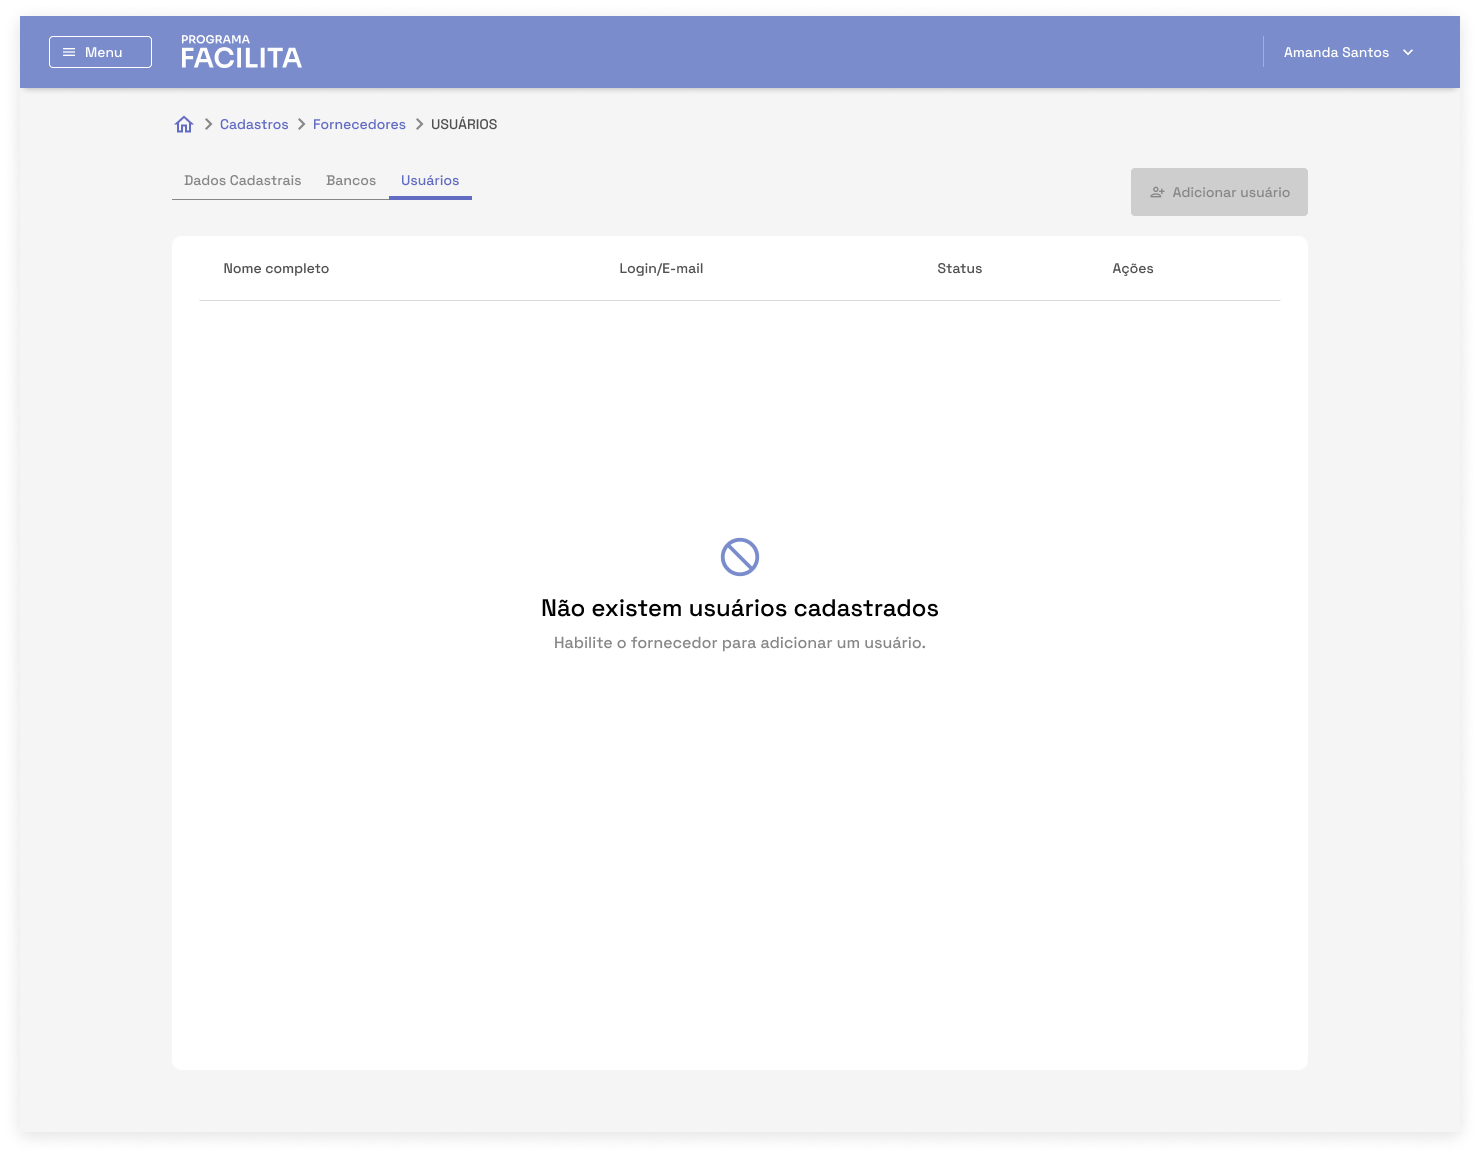 Menu
PROGRAMA
FACILITA
Amanda Santos
Cadastros
Fornecedores
USUÁRIOS
Dados Cadastrais
Bancos
Usuários
Adicionar usuário
Nome completo
Login/E-mail
Status
Ações
Não existem usuários cadastrados
Habilite o fornecedor para adicionar um usuário.